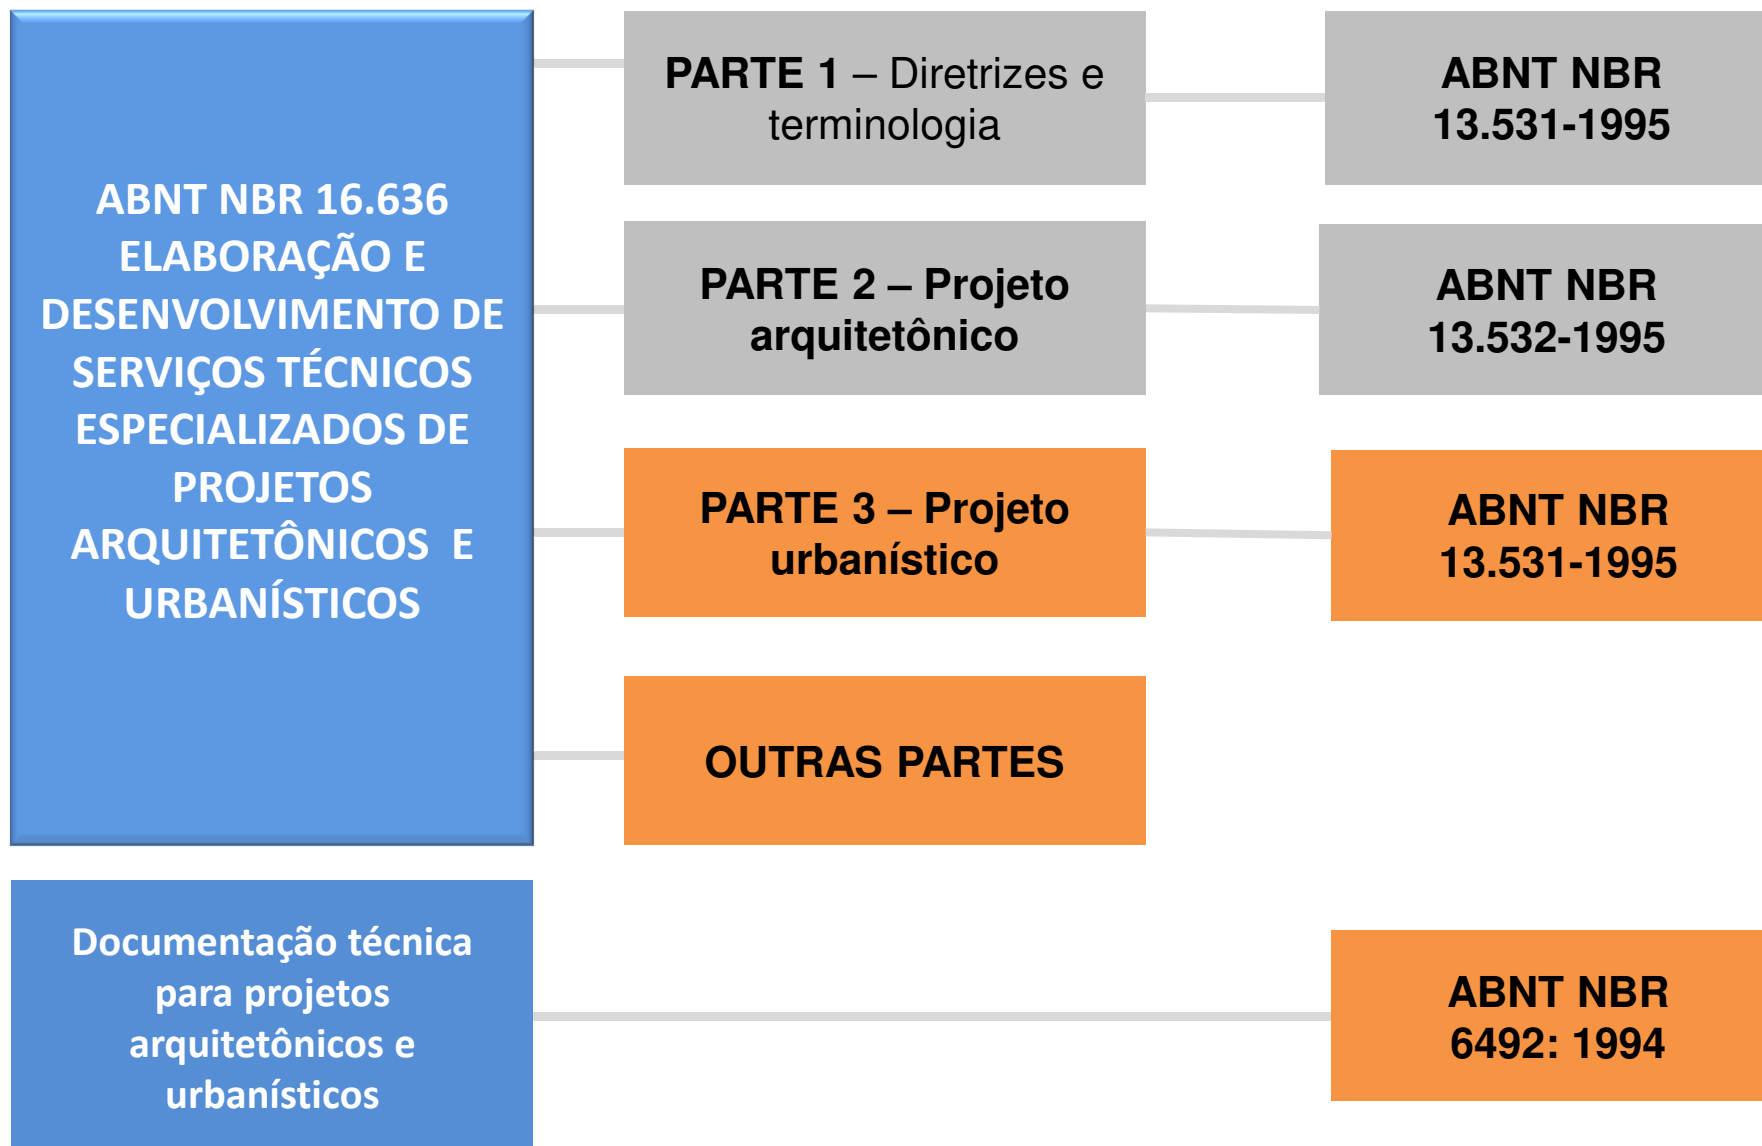 ABNT NBR 16.636
ELABORAÇÃO E
DESENVOLVIMENTO DE
SERVIÇOS TÉCNICOS
ESPECIALIZADOS DE
PROJETOS
ARQUITETÔNICOS E
URBANÍSTICOS
PARTE 1 – Diretrizes e
terminologia
ABNT NBR
13.531-1995
PARTE 2 – Projeto
arquitetônico
ABNT NBR
13.532-1995
PARTE 3 – Projeto
urbanístico
ABNT NBR
13.531-1995
OUTRAS PARTES
Documentação técnica
para projetos
arquitetônicos e
urbanísticos
ABNT NBR
6492: 1994